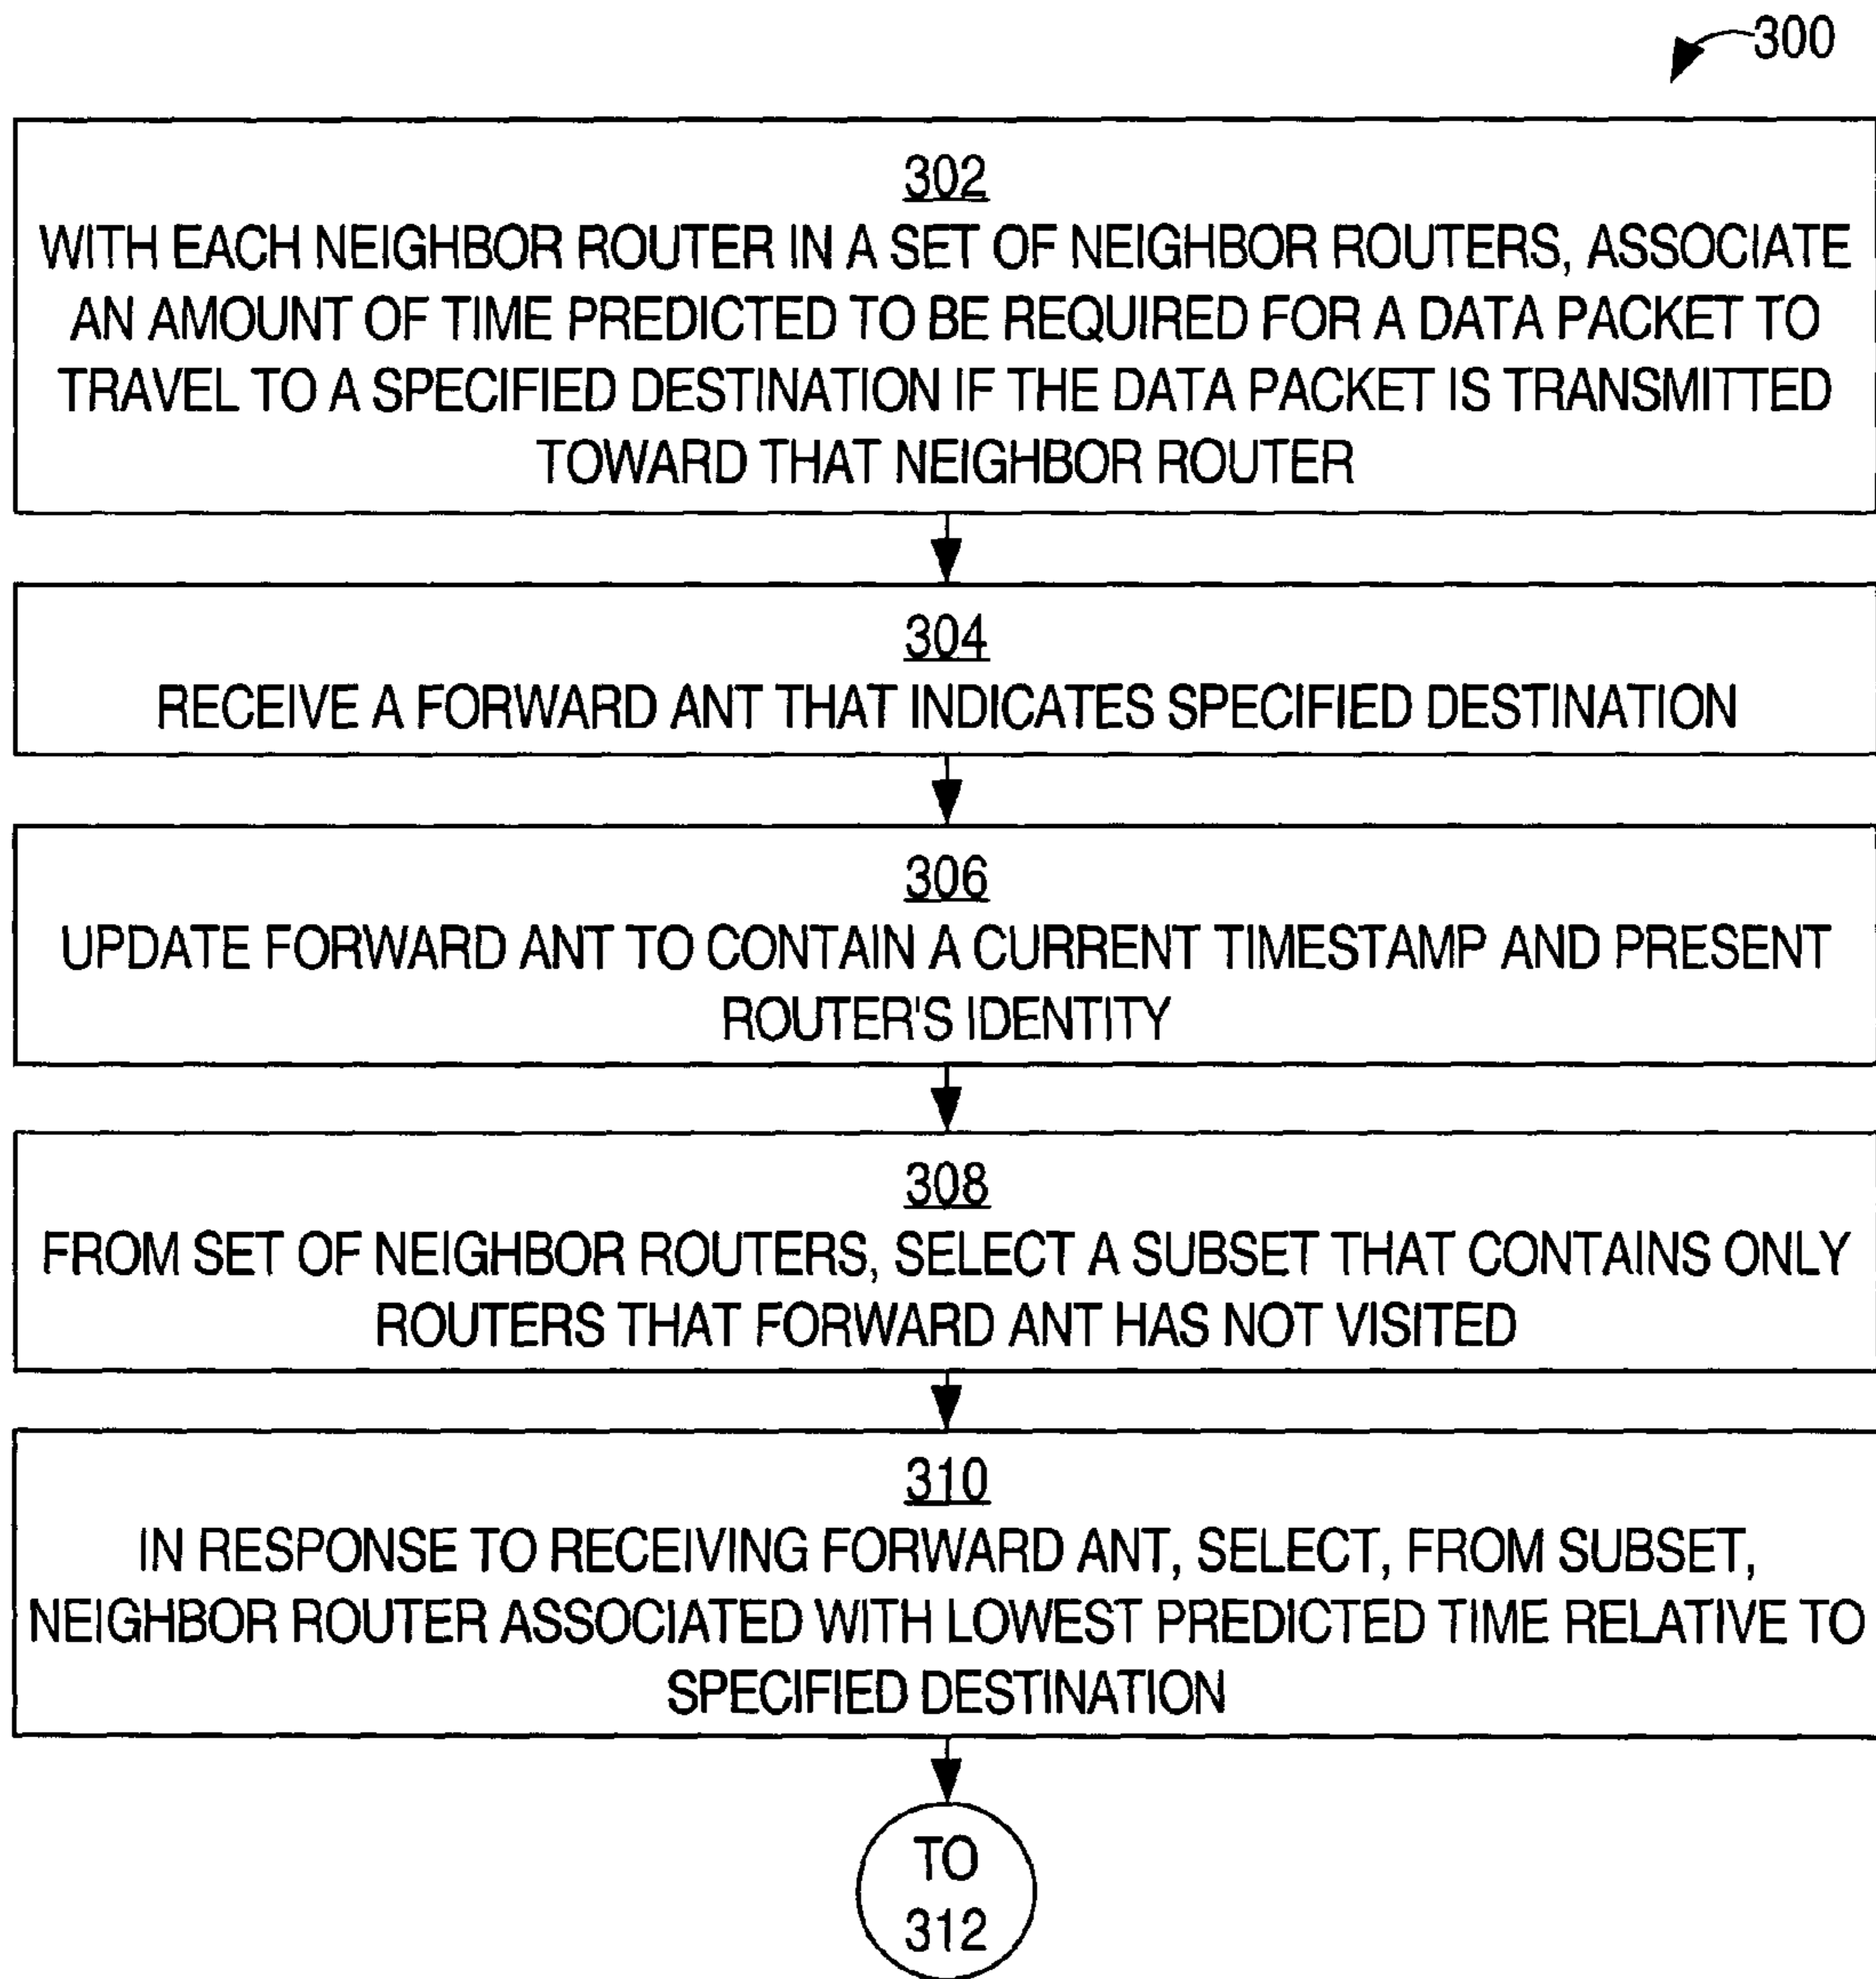 300
302
WITH EACH NEIGHBOR ROUTER IN A SET OF NEIGHBOR ROUTERS, ASSOCIATE
AN AMOUNT OF TIME PREDICTED TO BE REQUIRED FOR A DATA PACKET TO
TRAVEL TO A SPECIFIED DESTINATION IF THE DATA PACKET IS TRANSMITTED
TOWARD THAT NEIGHBOR ROUTER
304
RECEIVE A FORWARD ANT THAT INDICATES SPECIFIED DESTINATION
306
UPDATE FORWARD ANT TO CONTAIN A CURRENT TIMESTAMP AND PRESENT
ROUTER'S IDENTITY
308
FROM SET OF NEIGHBOR ROUTERS, SELECT A SUBSET THAT CONTAINS ONLY
ROUTERS THAT FORWARD ANT HAS NOT VISITED
310
IN RESPONSE TO RECEIVING FORWARD ANT, SELECT, FROM SUBSET,
NEIGHBOR ROUTER ASSOCIATED WITH LOWEST PREDICTED TIME RELATIVE TO
SPECIFIED DESTINATION
TO
312